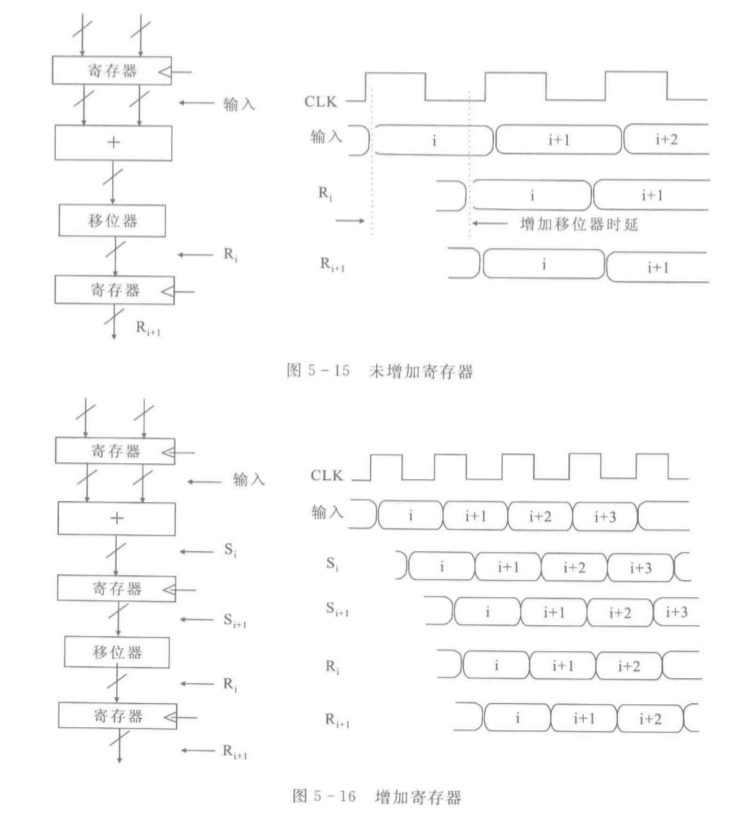 寄存器
输入
+
移位器
R_i
寄存器
R_{i+1}
CLK
输入 i i+1 i+2
R_i i i+1
增加移位器时延
R_{i+1} i i+1
图 5-15 未增加寄存器
寄存器
输入
+
S_i
寄存器
S_{i+1}
移位器
R_i
寄存器
R_{i+1}
CLK
输入 i i+1 i+2 i+3
S_i i i+1 i+2 i+3
S_{i+1} i i+1 i+2 i+3
R_i i i+1 i+2
R_{i+1} i i+1 i+2
图 5-16 增加寄存器